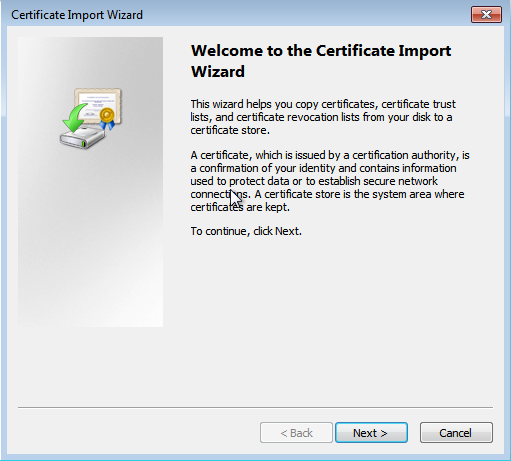 Certificate Import Wizard
Welcome to the Certificate Import
Wizard
This wizard helps you copy certificates, certificate trust
lists, and certificate revocation lists from your disk to a
certificate store.
A certificate, which is issued by a certification authority, is
a confirmation of your identity and contains information
used to protect data or to establish secure network
connections. A certificate store is the system area where
certificates are kept.
To continue, click Next.
< Back
Next >
Cancel